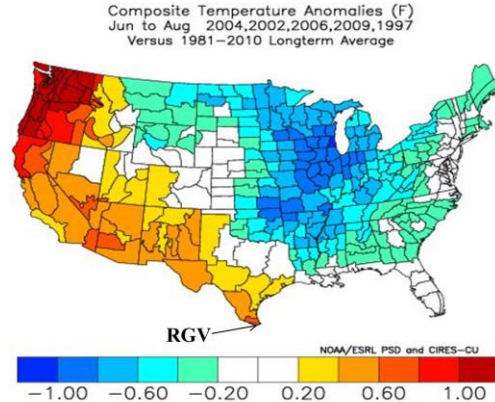 Composite Temperature Anomalies (F)
Jun to Aug 2004,2002,2006,2009,1997
Versus 1981-2010 Longterm Average
RGV
NOAA/ESRL PSD and CIRES-CU
-1.00 -0.60 -0.20 0.20 0.60 1.00